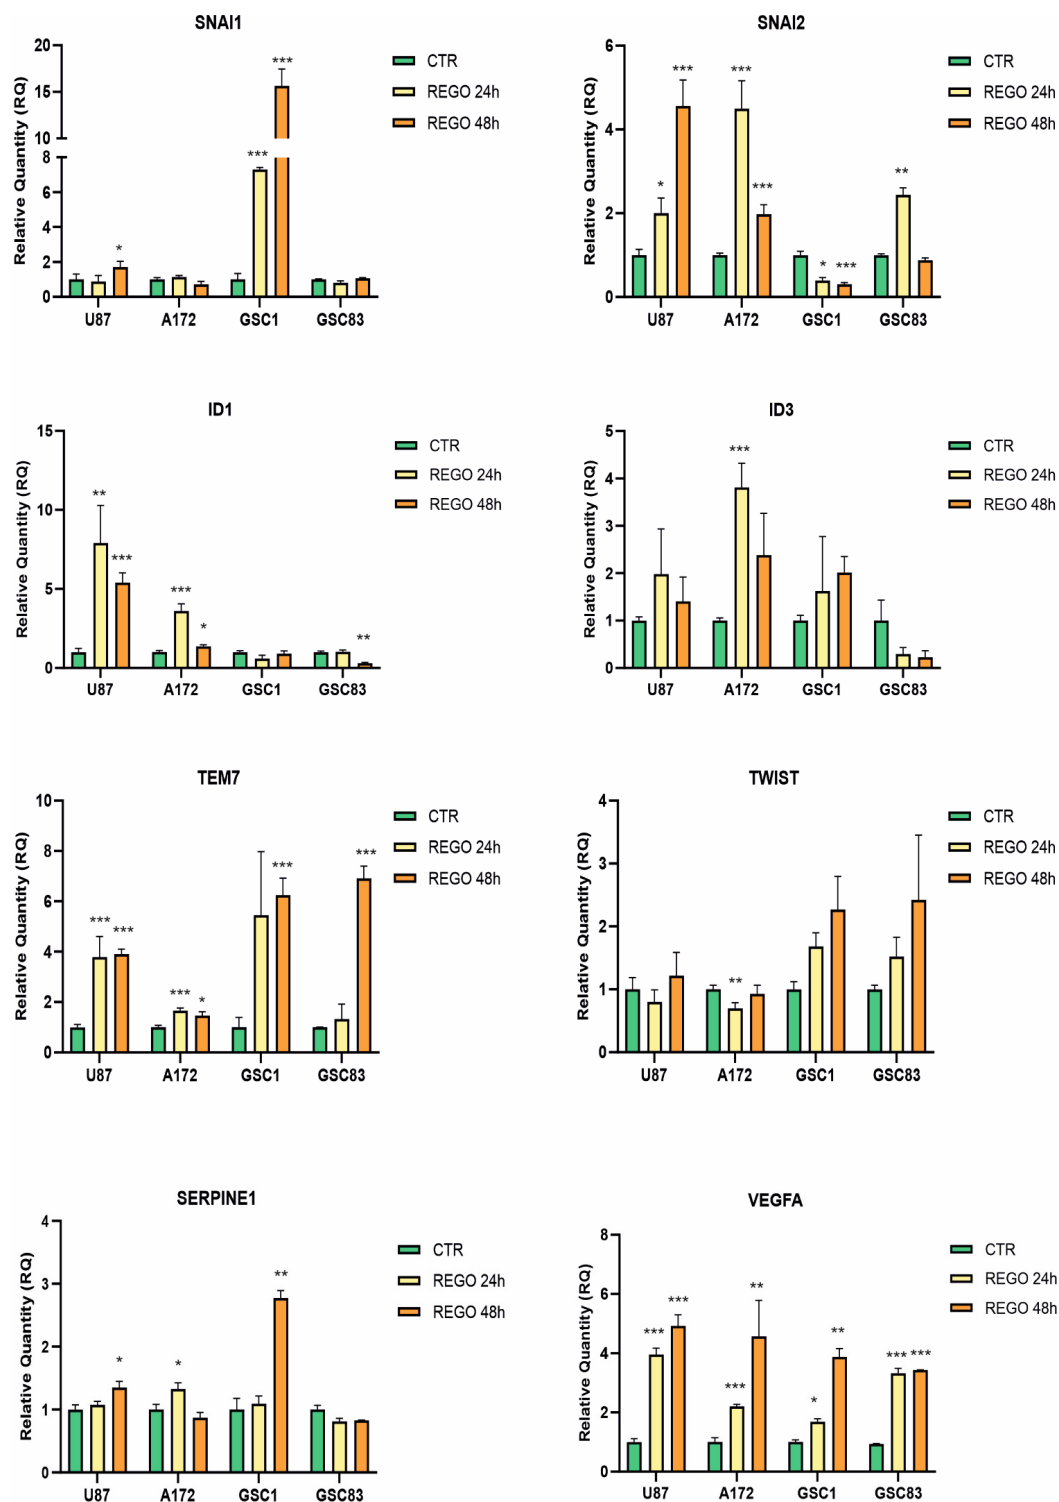 SNAI1
Relative Quantity (RQ)
20
15
10
8
6
4
2
0
*
***
***
U87
A172
GSC1
GSC83
CTR
REGO 24h
REGO 48h
SNAI2
Relative Quantity (RQ)
6
4
2
0
*
***
***
***
*
***
**
U87
A172
GSC1
GSC83
CTR
REGO 24h
REGO 48h
ID1
Relative Quantity (RQ)
15
10
5
0
**
***
***
*
**
U87
A172
GSC1
GSC83
CTR
REGO 24h
REGO 48h
ID3
Relative Quantity (RQ)
5
4
3
2
1
0
***
U87
A172
GSC1
GSC83
CTR
REGO 24h
REGO 48h
TEM7
Relative Quantity (RQ)
10
8
6
4
2
0
***
***
***
*
***
***
U87
A172
GSC1
GSC83
CTR
REGO 24h
REGO 48h
TWIST
Relative Quantity (RQ)
4
3
2
1
0
**
U87
A172
GSC1
GSC83
CTR
REGO 24h
REGO 48h
SERPINE1
Relative Quantity (RQ)
4
3
2
1
0
*
*
**
U87
A172
GSC1
GSC83
CTR
REGO 24h
REGO 48h
VEGFA
Relative Quantity (RQ)
8
6
4
2
0
***
***
***
**
*
**
***
***
U87
A172
GSC1
GSC83
CTR
REGO 24h
REGO 48h